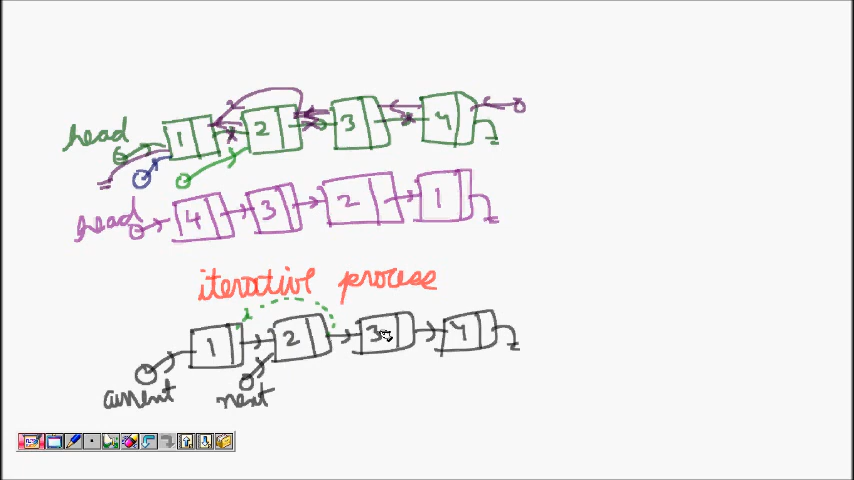 head 1 2 3 4
head 4 3 2 1
iterative process
1 2 3 4
current next